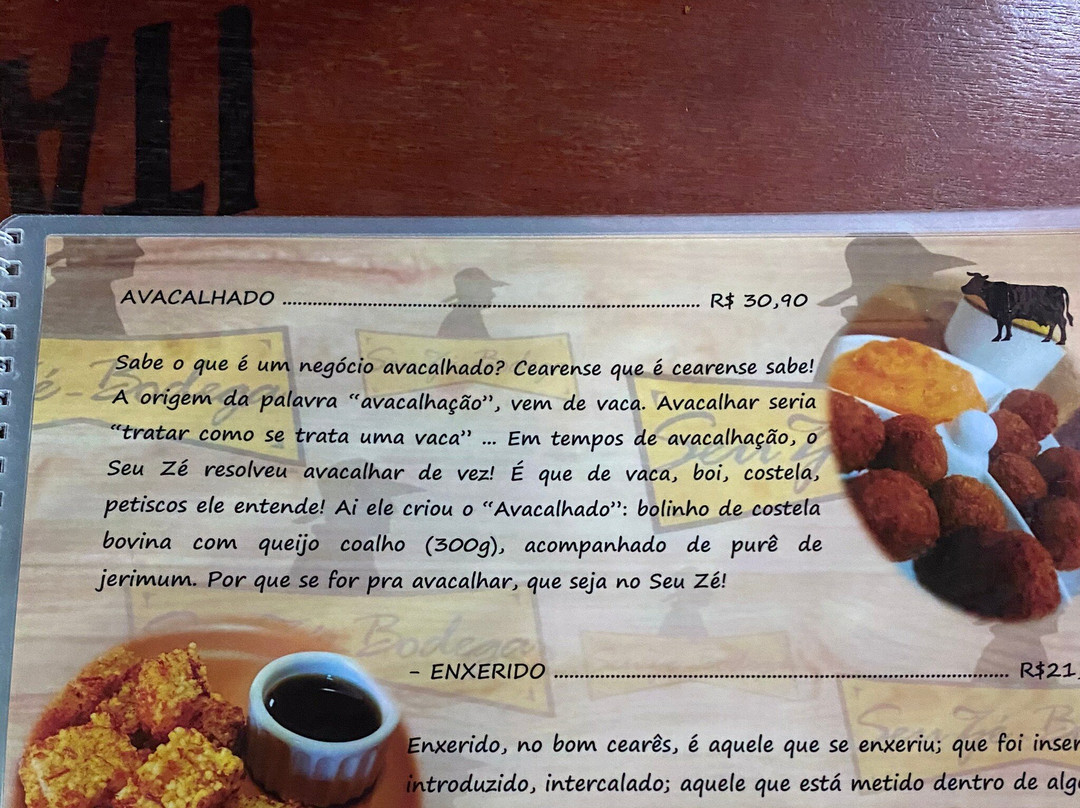 AVACALHADO ........................................................................ R$ 30,90
Sabe o que é um negócio avacalhado? Cearense que é cearense sabe!
A origem da palavra “avacalhação”, vem de vaca. Avacalhar seria
“tratar como se trata uma vaca” ... Em tempos de avacalhação, o
Seu Zé resolveu avacalhar de vez! É que de vaca, boi, costela,
petiscos ele entende! Ai ele criou o “Avacalhado”: bolinho de costela
bovina com queijo coalho (300g), acompanhado de purê de
jerimum. Por que se for pra avacalhar, que seja no Seu Zé!
- ENXERIDO ........................................................................ R$21,
Enxerido, no bom cearês, é aquele que se enxeriu; que foi inser
introduzido, intercalado; aquele que está metido dentro de alg